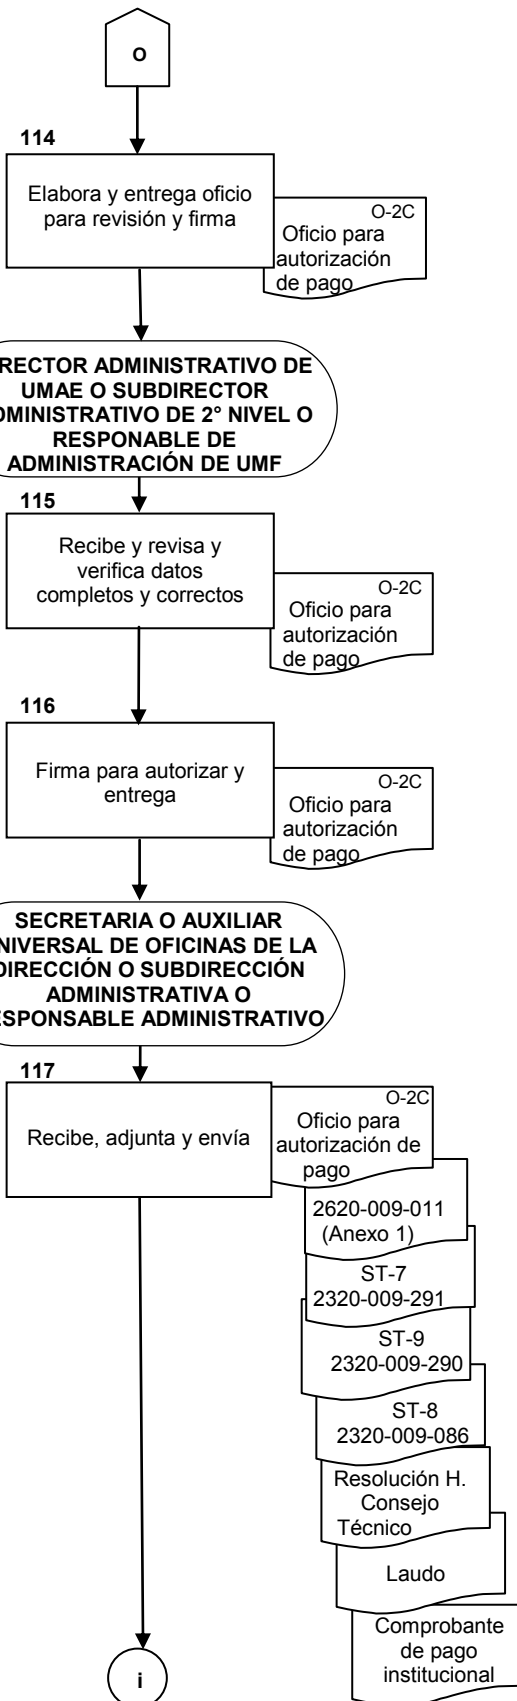 O
114
Elabora y entrega oficio
para revisión y firma
O-2C
Oficio para
autorización
de pago
RECTOR ADMINISTRATIVO DE
UMAE O SUBDIRECTOR
DMINISTRATIVO DE 2° NIVEL O
RESPONABLE DE
ADMINISTRACIÓN DE UMF
115
Recibe y revisa y
verifica datos
completos y correctos
O-2C
Oficio para
autorización
de pago
116
Firma para autorizar y
entrega
O-2C
Oficio para
autorización
de pago
SECRETARIA O AUXILIAR
NIVERSAL DE OFICINAS DE LA
DIRECCIÓN O SUBDIRECCIÓN
ADMINISTRATIVA O
ESPONSABLE ADMINISTRATIVO
117
Recibe, adjunta y envía
O-2C
Oficio para
autorización de
pago
2620-009-011
(Anexo 1)
ST-7
2320-009-291
ST-9
2320-009-290
ST-8
2320-009-086
Resolución H.
Consejo
Técnico
Laudo
Comprobante
de pago
institucional
i